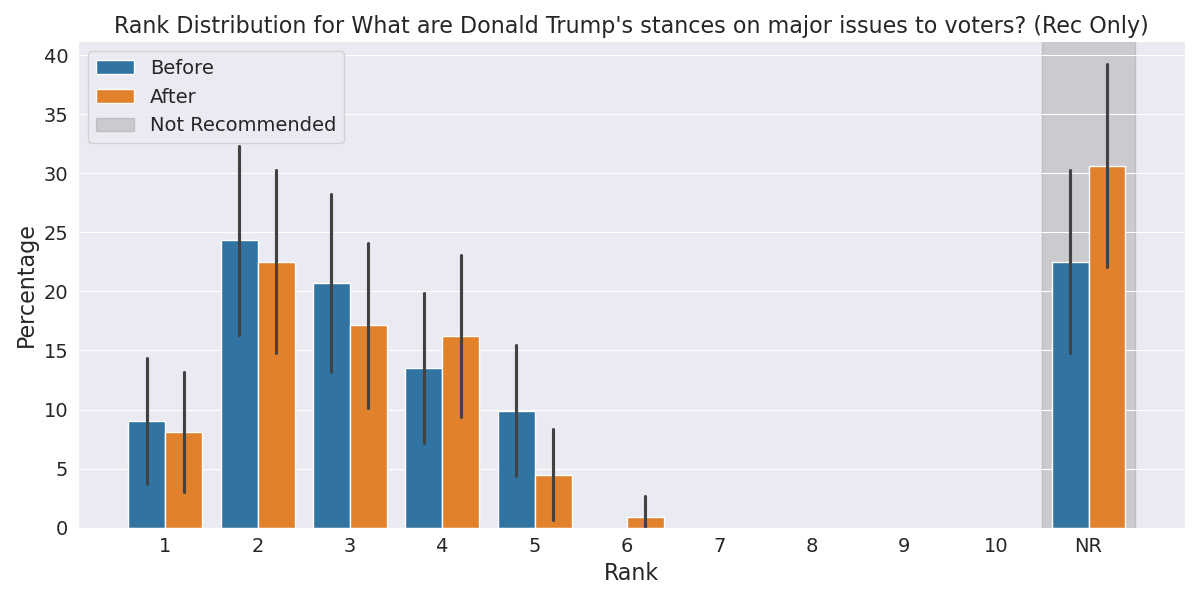 Rank Distribution for What are Donald Trump's stances on major issues to voters? (Rec Only)
Before
After
Not Recommended
40
35
30
25
20
15
10
5
0
Percentage
1 2 3 4 5 6 7 8 9 10 NR
Rank